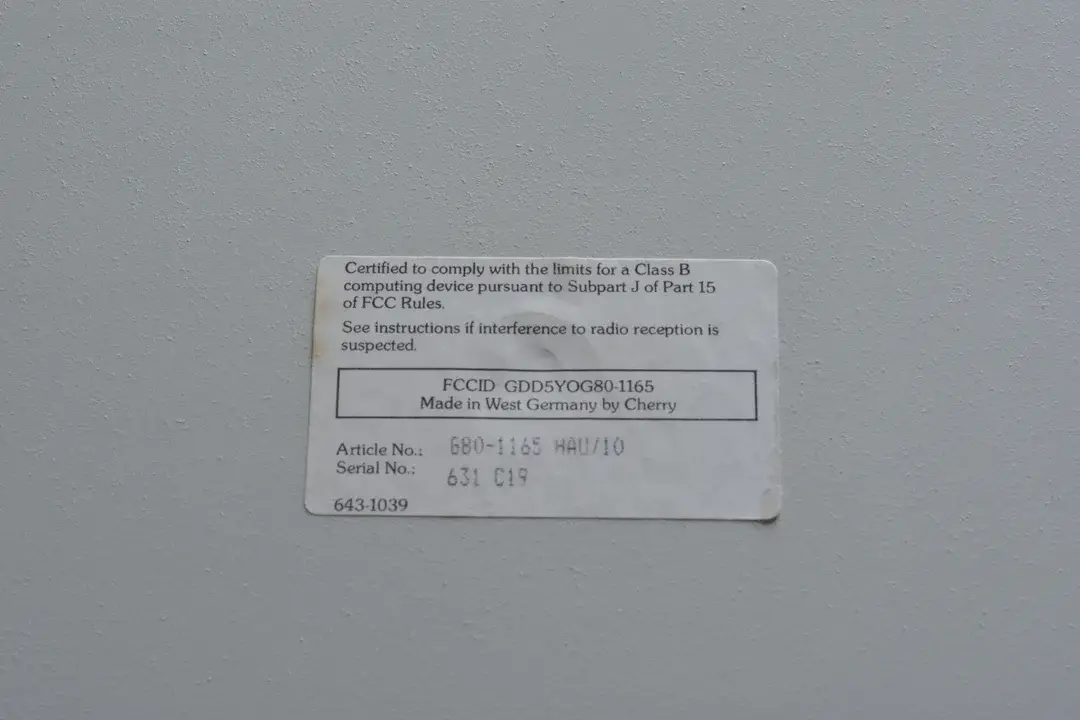 Certified to comply with the limits for a Class B
computing device pursuant to Subpart J of Part 15
of FCC Rules.
See instructions if interference to radio reception is
suspected.
FCCID GDD5YOG80-1165
Made in West Germany by Cherry
Article No.: G80-1165 HAU/10
Serial No.: 631 C19
643-1039